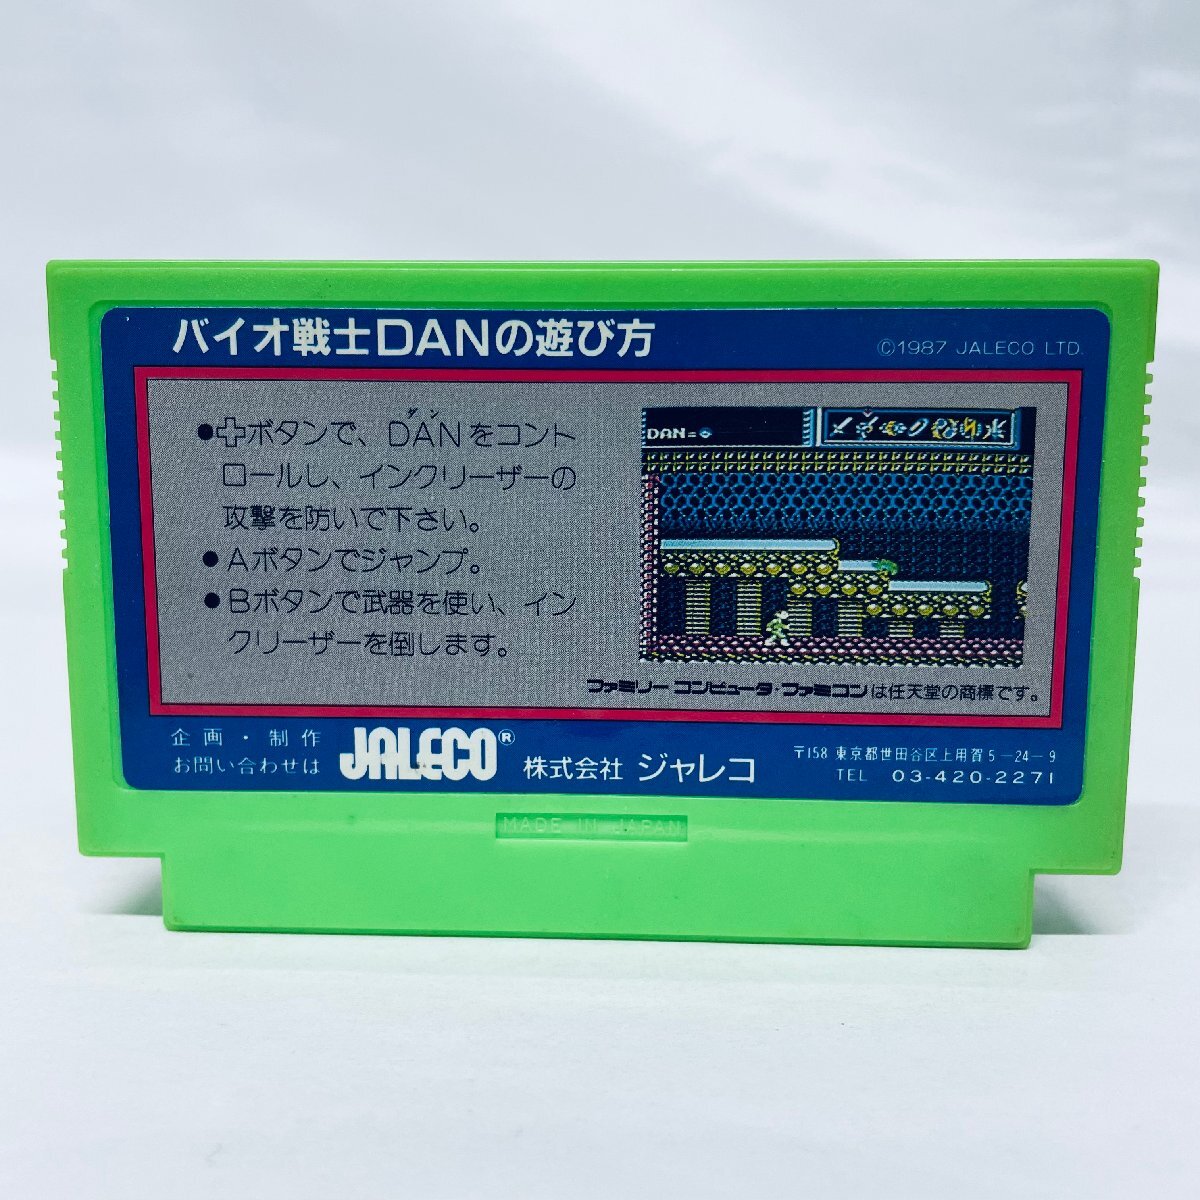 バイオ戦士DANの遊び方
©1987 JALECO LTD.
ダン
●✚ボタンで、DANをコント
ロールし、インクリーザーの
攻撃を防いで下さい。
●Aボタンでジャンプ。
●Bボタンで武器を使い、イン
クリーザーを倒します。
DAN=
ファミリーコンピュータ・ファミコンは任天堂の商標です。
企画・制作
お問い合わせは
JALECO®
株式会社 ジャレコ
〒158 東京都世田谷区上用賀5-24-9
TEL 03-420-2271
MADE IN JAPAN